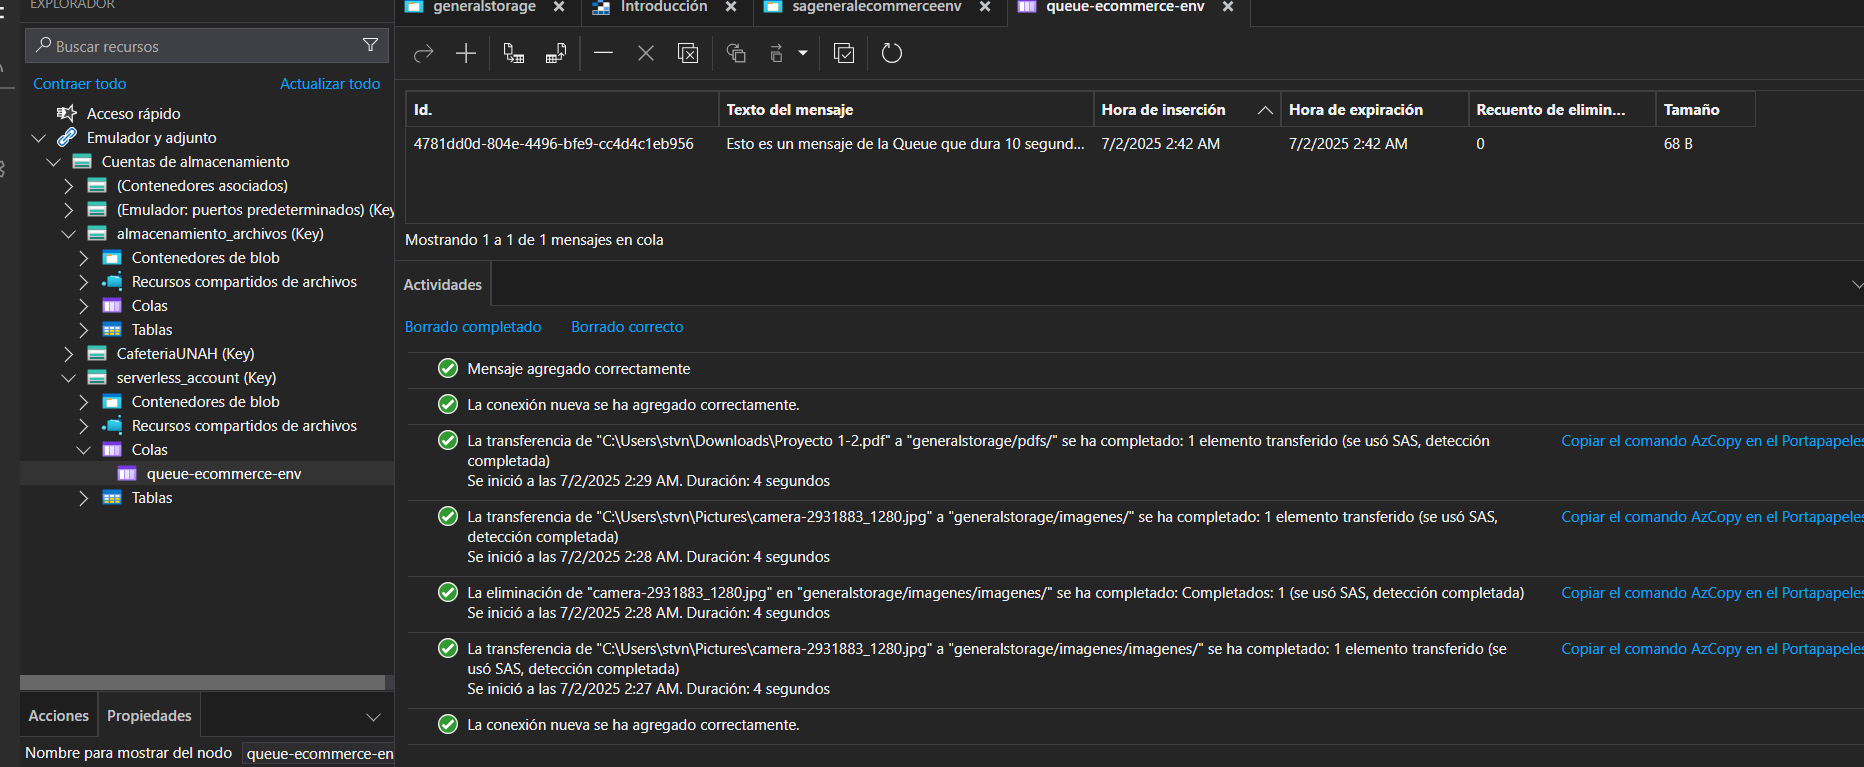 EXPLORADOR
Buscar recursos
Contraer todo
Actualizar todo
Acceso rápido
Emulador y adjunto
Cuentas de almacenamiento
(Contenedores asociados)
(Emulador: puertos predeterminados) (Key
almacenamiento_archivos (Key)
Contenedores de blob
Recursos compartidos de archivos
Colas
Tablas
CafeteriaUNAH (Key)
serverless_account (Key)
Contenedores de blob
Recursos compartidos de archivos
Colas
queue-ecommerce-env
Tablas
Acciones
Propiedades
Nombre para mostrar del nodo
queue-ecommerce-en
generalstorage
Introducción
sageneralecommerceenv
queue-ecommerce-env
Id. Texto del mensaje Hora de inserción Hora de expiración Recuento de elimin... Tamaño
4781dd0d-804e-4496-bfe9-cc4d4c1eb956 Esto es un mensaje de la Queue que dura 10 segund... 7/2/2025 2:42 AM 7/2/2025 2:42 AM 0 68 B
Mostrando 1 a 1 de 1 mensajes en cola
Actividades
Borrado completado
Borrado correcto
Mensaje agregado correctamente
La conexión nueva se ha agregado correctamente.
La transferencia de "C:\Users\stvn\Downloads\Proyecto 1-2.pdf" a "generalstorage/pdfs/" se ha completado: 1 elemento transferido (se usó SAS, detección
completada)
Se inició a las 7/2/2025 2:29 AM. Duración: 4 segundos
Copiar el comando AzCopy en el Portapapeles
La transferencia de "C:\Users\stvn\Pictures\camera-2931883_1280.jpg" a "generalstorage/imagenes/" se ha completado: 1 elemento transferido (se usó SAS,
detección completada)
Se inició a las 7/2/2025 2:28 AM. Duración: 4 segundos
Copiar el comando AzCopy en el Portapapeles
La eliminación de "camera-2931883_1280.jpg" en "generalstorage/imagenes/imagenes/" se ha completado: Completados: 1 (se usó SAS, detección completada)
Se inició a las 7/2/2025 2:28 AM. Duración: 4 segundos
Copiar el comando AzCopy en el Portapapeles
La transferencia de "C:\Users\stvn\Pictures\camera-2931883_1280.jpg" a "generalstorage/imagenes/imagenes/" se ha completado: 1 elemento transferido (se
usó SAS, detección completada)
Se inició a las 7/2/2025 2:27 AM. Duración: 4 segundos
Copiar el comando AzCopy en el Portapapeles
La conexión nueva se ha agregado correctamente.